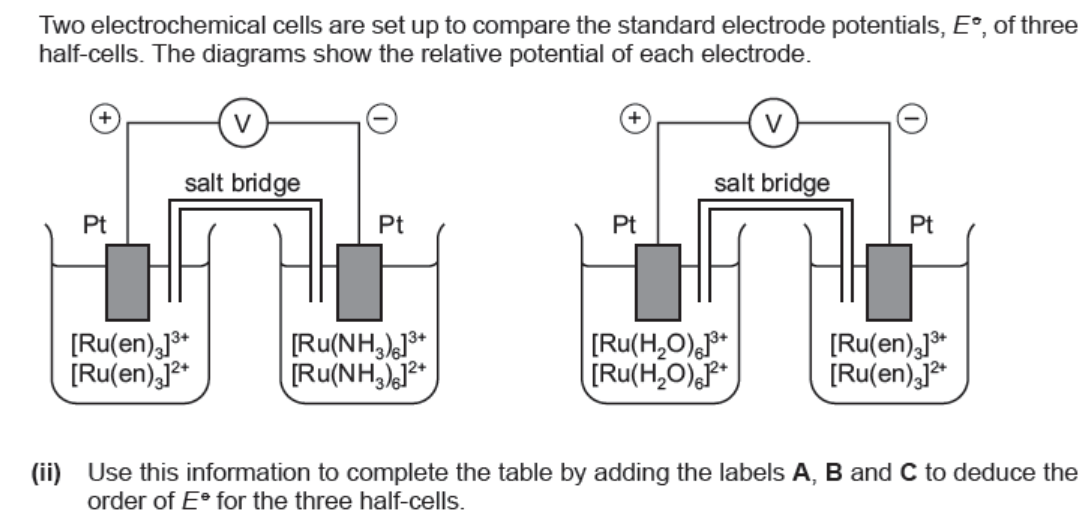 Two electrochemical cells are set up to compare the standard electrode potentials, E⦵, of three
half-cells. The diagrams show the relative potential of each electrode.
+ V −
+ V −
salt bridge
salt bridge
Pt Pt
Pt Pt
[Ru(en)₃]³⁺
[Ru(en)₃]²⁺
[Ru(NH₃)₆]³⁺
[Ru(NH₃)₆]²⁺
[Ru(H₂O)₆]³⁺
[Ru(H₂O)₆]²⁺
[Ru(en)₃]³⁺
[Ru(en)₃]²⁺
(ii) Use this information to complete the table by adding the labels A, B and C to deduce the
order of E⦵ for the three half-cells.